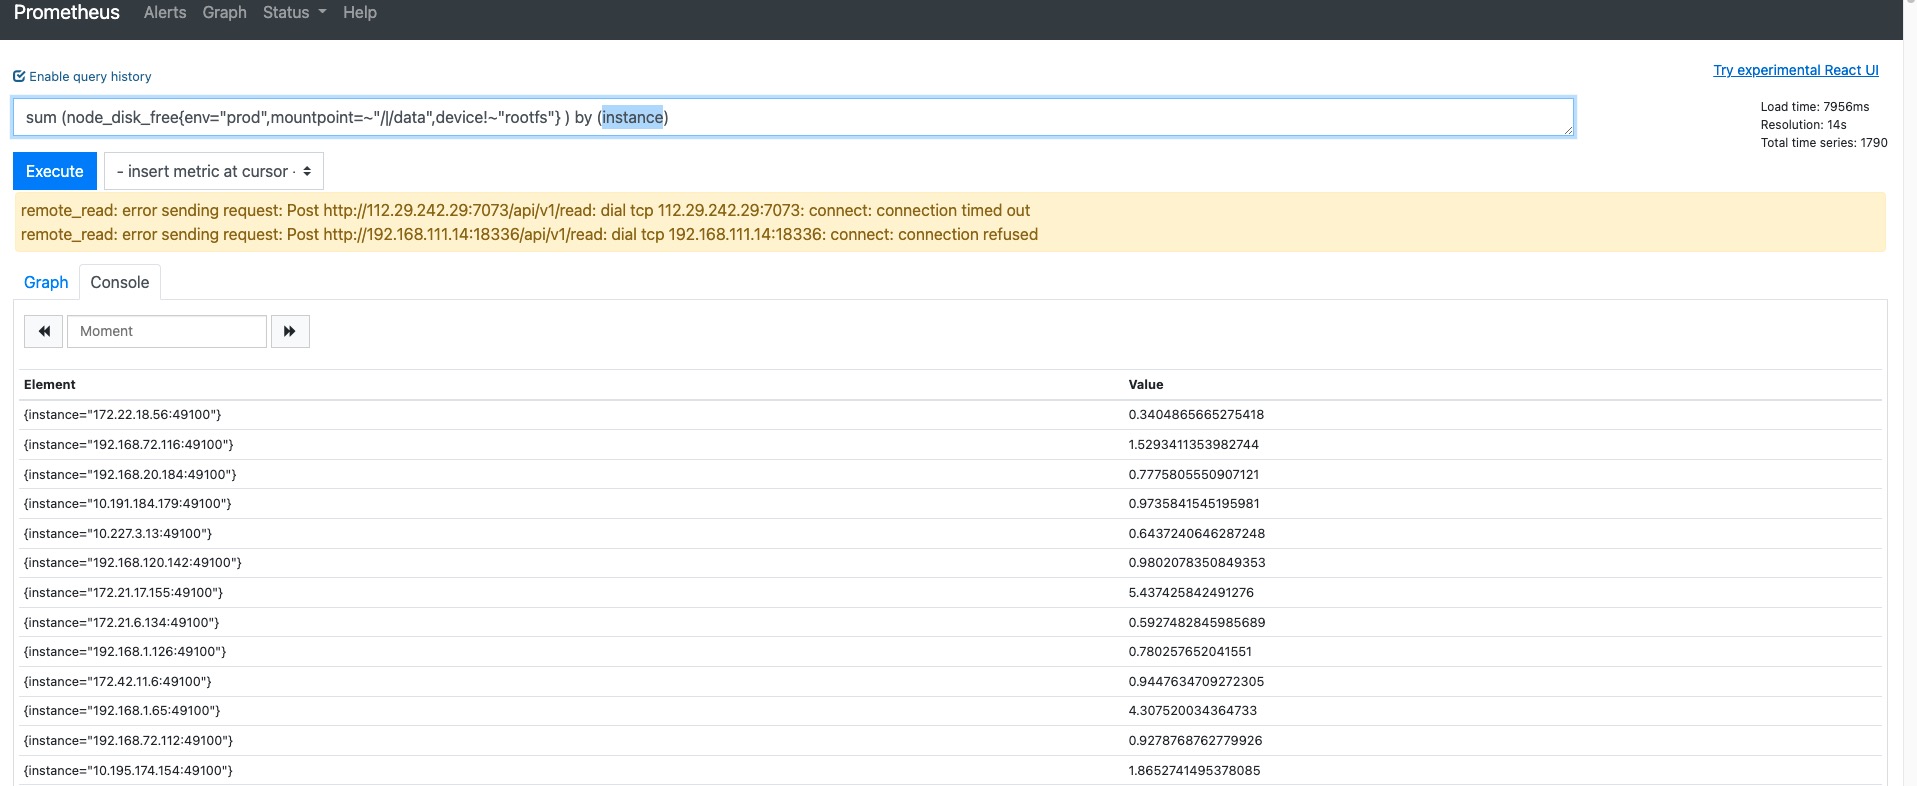 Prometheus Alerts Graph Status Help
Enable query history
Try experimental React UI
sum (node_disk_free{env="prod",mountpoint=~"/|/data",device!~"rootfs"} ) by (instance)
Load time: 7956ms
Resolution: 14s
Total time series: 1790
Execute - insert metric at cursor -
remote_read: error sending request: Post http://112.29.242.29:7073/api/v1/read: dial tcp 112.29.242.29:7073: connect: connection timed out
remote_read: error sending request: Post http://192.168.111.14:18336/api/v1/read: dial tcp 192.168.111.14:18336: connect: connection refused
Graph Console
Moment
Element Value
{instance="172.22.18.56:49100"} 0.3404865665275418
{instance="192.168.72.116:49100"} 1.5293411353982744
{instance="192.168.20.184:49100"} 0.7775805550907121
{instance="10.191.184.179:49100"} 0.9735841545195981
{instance="10.227.3.13:49100"} 0.6437240646287248
{instance="192.168.120.142:49100"} 0.9802078350849353
{instance="172.21.17.155:49100"} 5.437425842491276
{instance="172.21.6.134:49100"} 0.5927482845985689
{instance="192.168.1.126:49100"} 0.780257652041551
{instance="172.42.11.6:49100"} 0.9447634709272305
{instance="192.168.1.65:49100"} 4.307520034364733
{instance="192.168.72.112:49100"} 0.9278768762779926
{instance="10.195.174.154:49100"} 1.8652741495378085